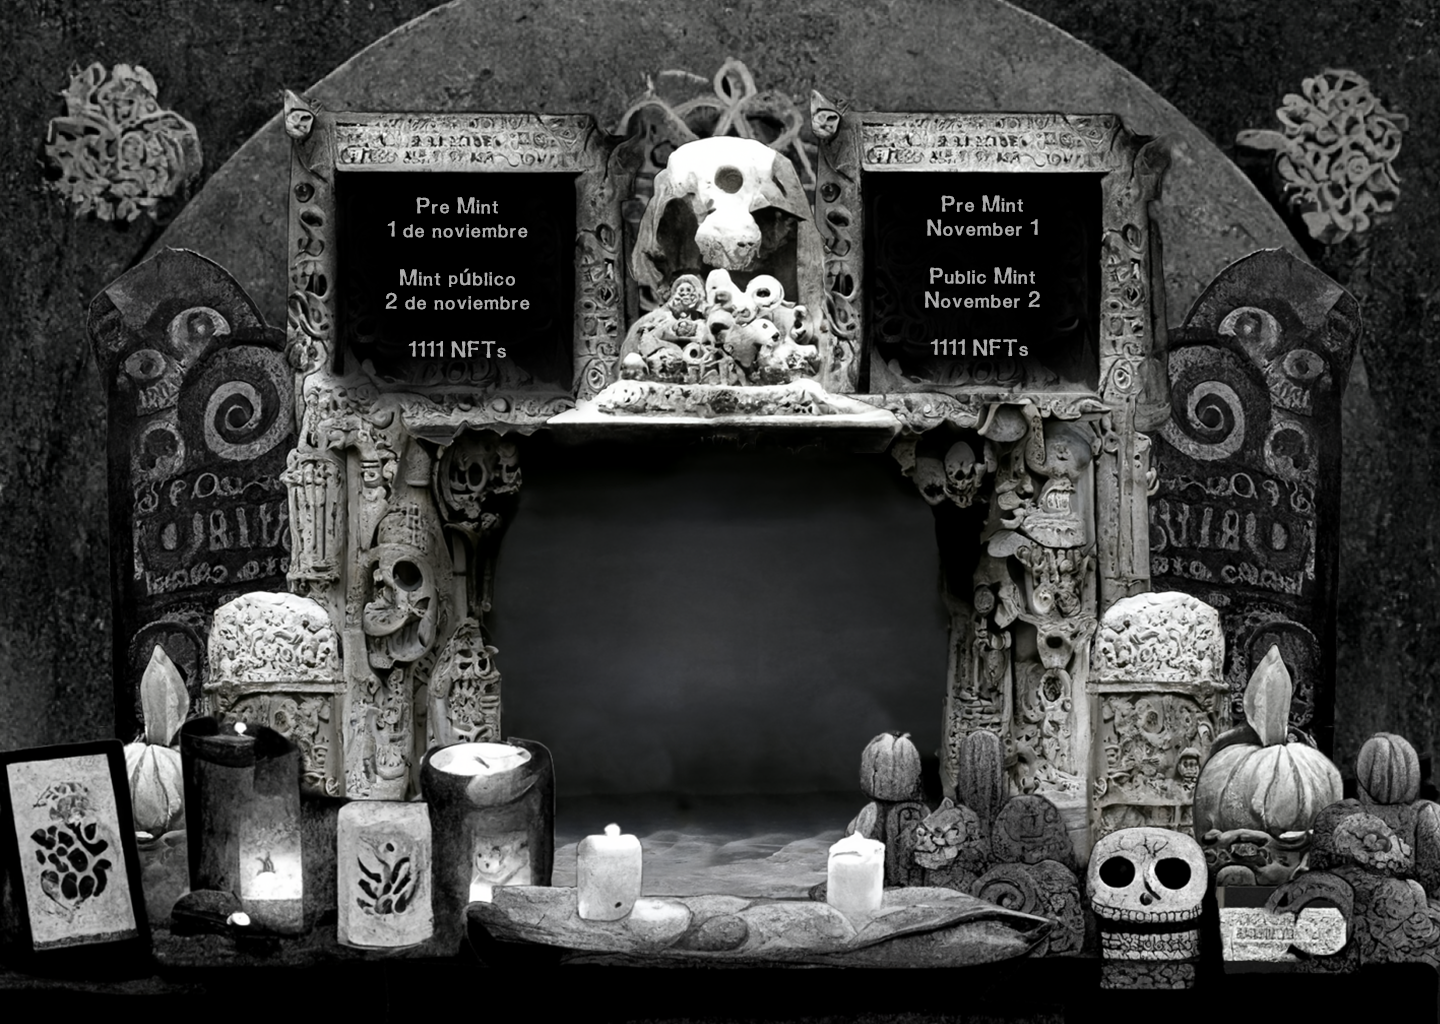 Pre Mint
1 de noviembre
Mint público
2 de noviembre
1111 NFTs
Pre Mint
November 1
Public Mint
November 2
1111 NFTs